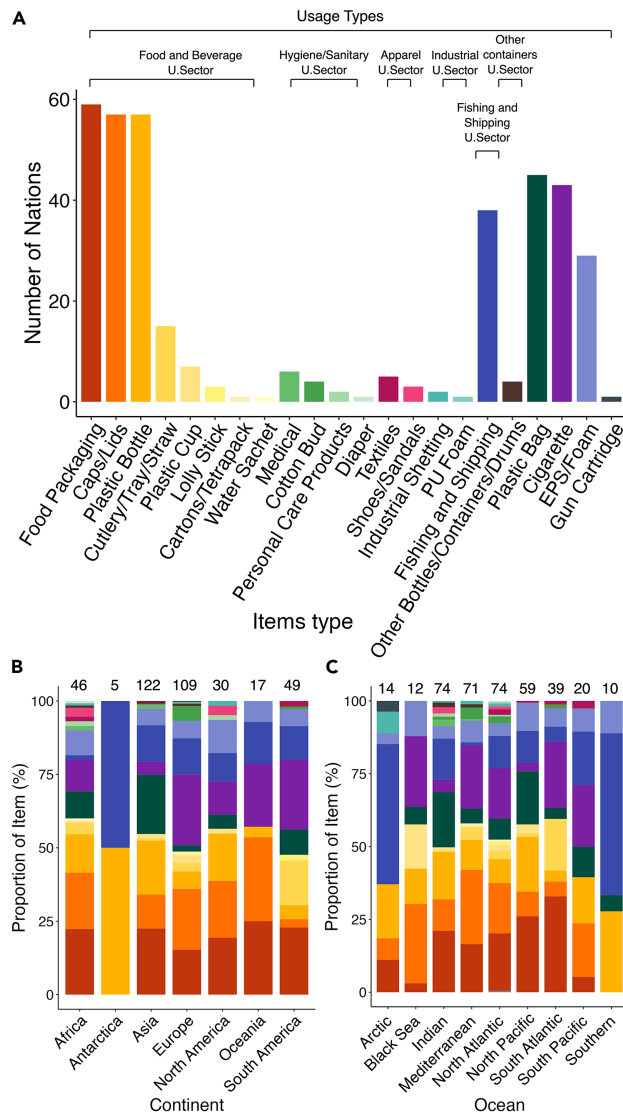 A
Usage Types
Food and Beverage
U.Sector
Hygiene/Sanitary
U.Sector
Apparel
U.Sector
Industrial
U.Sector
Other
containers
U.Sector
Fishing and
Shipping
U.Sector
Number of Nations
60
40
20
0
Food Packaging
Caps/Lids
Plastic Bottle
Cutlery/Tray/Straw
Plastic Cup
Lolly Stick
Cartons/Tetrapack
Water Sachet
Medical
Cotton Bud
Personal Care Products
Diaper
Textiles
Shoes/Sandals
Industrial Shetting
PU Foam
Fishing and Shipping
Other Bottles/Containers/Drums
Plastic Bag
Cigarette
EPS/Foam
Gun Cartridge
Items type
B
46 5 122 109 30 17 49
Proportion of Item (%)
100
75
50
25
0
Africa
Antarctica
Asia
Europe
North America
Oceania
South America
Continent
C
14 12 74 71 74 59 39 20 10
Proportion of Item (%)
100
75
50
25
0
Arctic
Black Sea
Indian
Mediterranean
North Atlantic
North Pacific
South Atlantic
South Pacific
Southern
Ocean